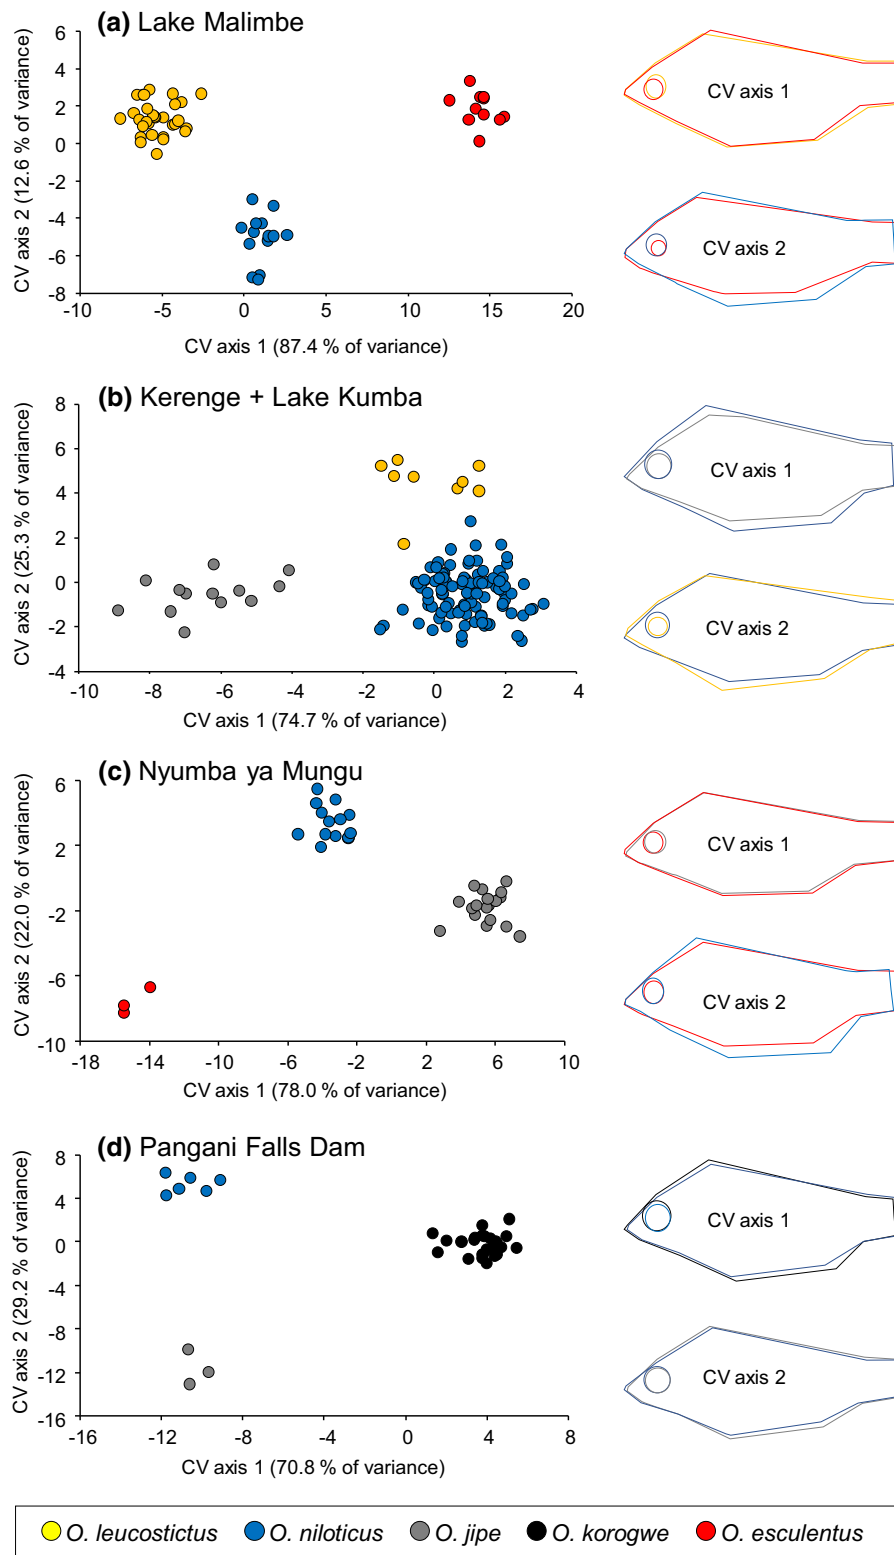 (a) Lake Malimbe
6
4
2
0
-2
-4
-6
-8
CV axis 2 (12.6 % of variance)
-10 -5 0 5 10 15 20
CV axis 1 (87.4 % of variance)
CV axis 1
CV axis 2
(b) Kerenge + Lake Kumba
8
6
4
2
0
-2
-4
CV axis 2 (25.3 % of variance)
-10 -8 -6 -4 -2 0 2 4
CV axis 1 (74.7 % of variance)
CV axis 1
CV axis 2
(c) Nyumba ya Mungu
6
2
-2
-6
-10
CV axis 2 (22.0 % of variance)
-18 -14 -10 -6 -2 2 6 10
CV axis 1 (78.0 % of variance)
CV axis 1
CV axis 2
(d) Pangani Falls Dam
8
4
0
-4
-8
-12
-16
CV axis 2 (29.2 % of variance)
-16 -12 -8 -4 0 4 8
CV axis 1 (70.8 % of variance)
CV axis 1
CV axis 2
O. leucostictus O. niloticus O. jipe O. korogwe O. esculentus